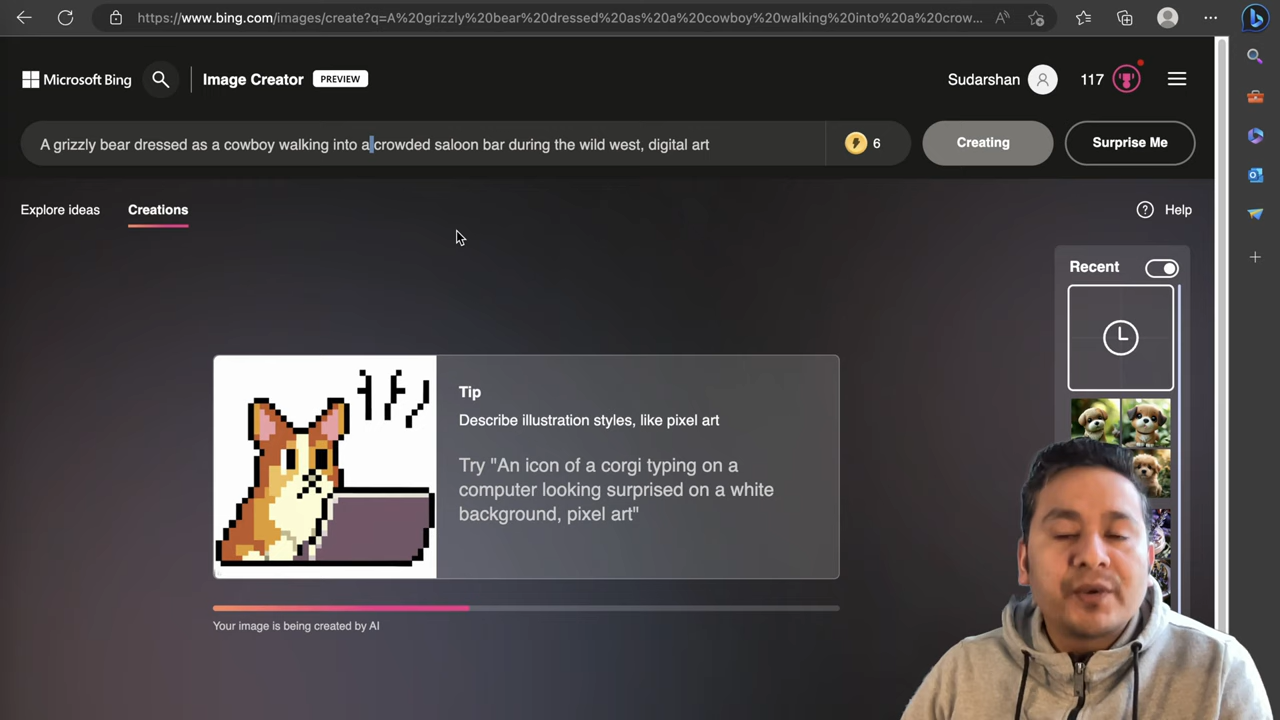 https://www.bing.com/images/create?q=A%20grizzly%20bear%20dressed%20as%20a%20cowboy%20walking%20into%20a%20crow...
Microsoft Bing
Image Creator
PREVIEW
Sudarshan
117
A grizzly bear dressed as a cowboy walking into a crowded saloon bar during the wild west, digital art
6
Creating
Surprise Me
Explore ideas
Creations
Help
Recent
Tip
Describe illustration styles, like pixel art
Try "An icon of a corgi typing on a
computer looking surprised on a white
background, pixel art"
Your image is being created by AI